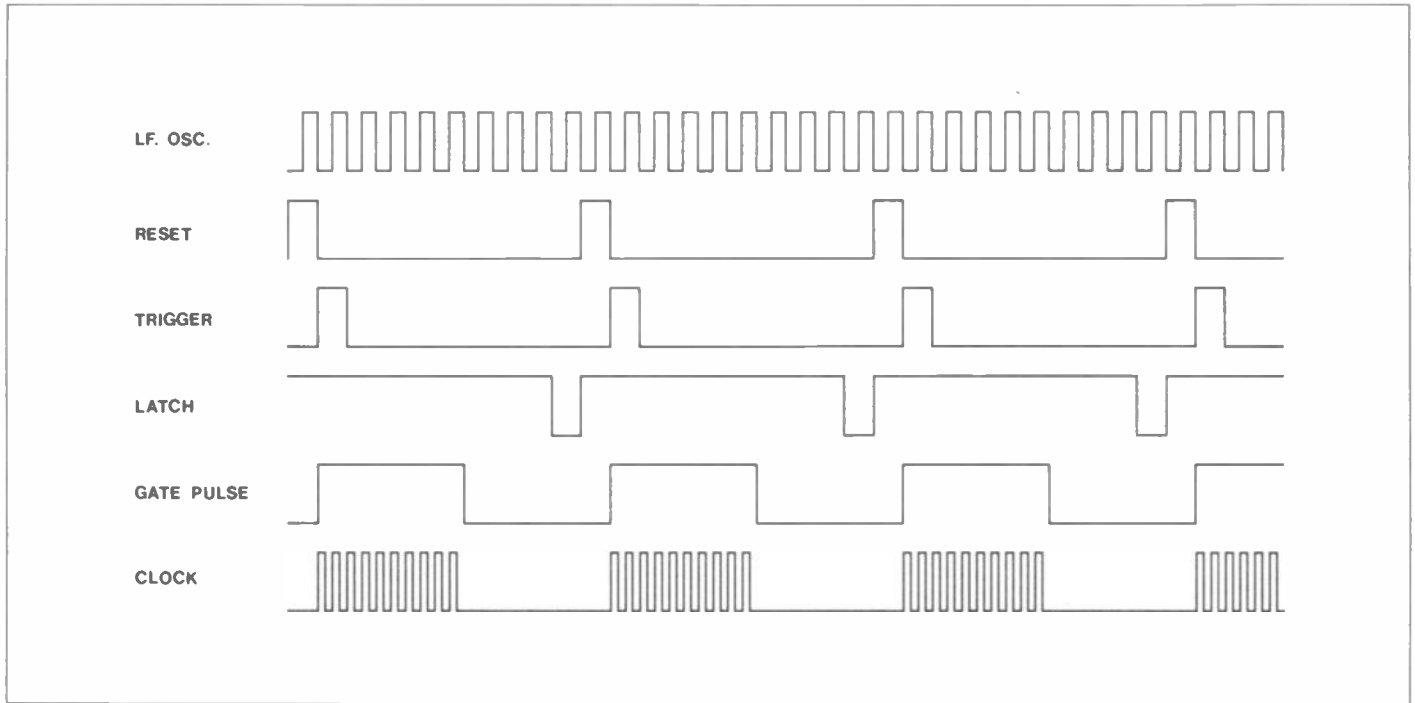 LF. OSC.
RESET
TRIGGER
LATCH
GATE PULSE
CLOCK